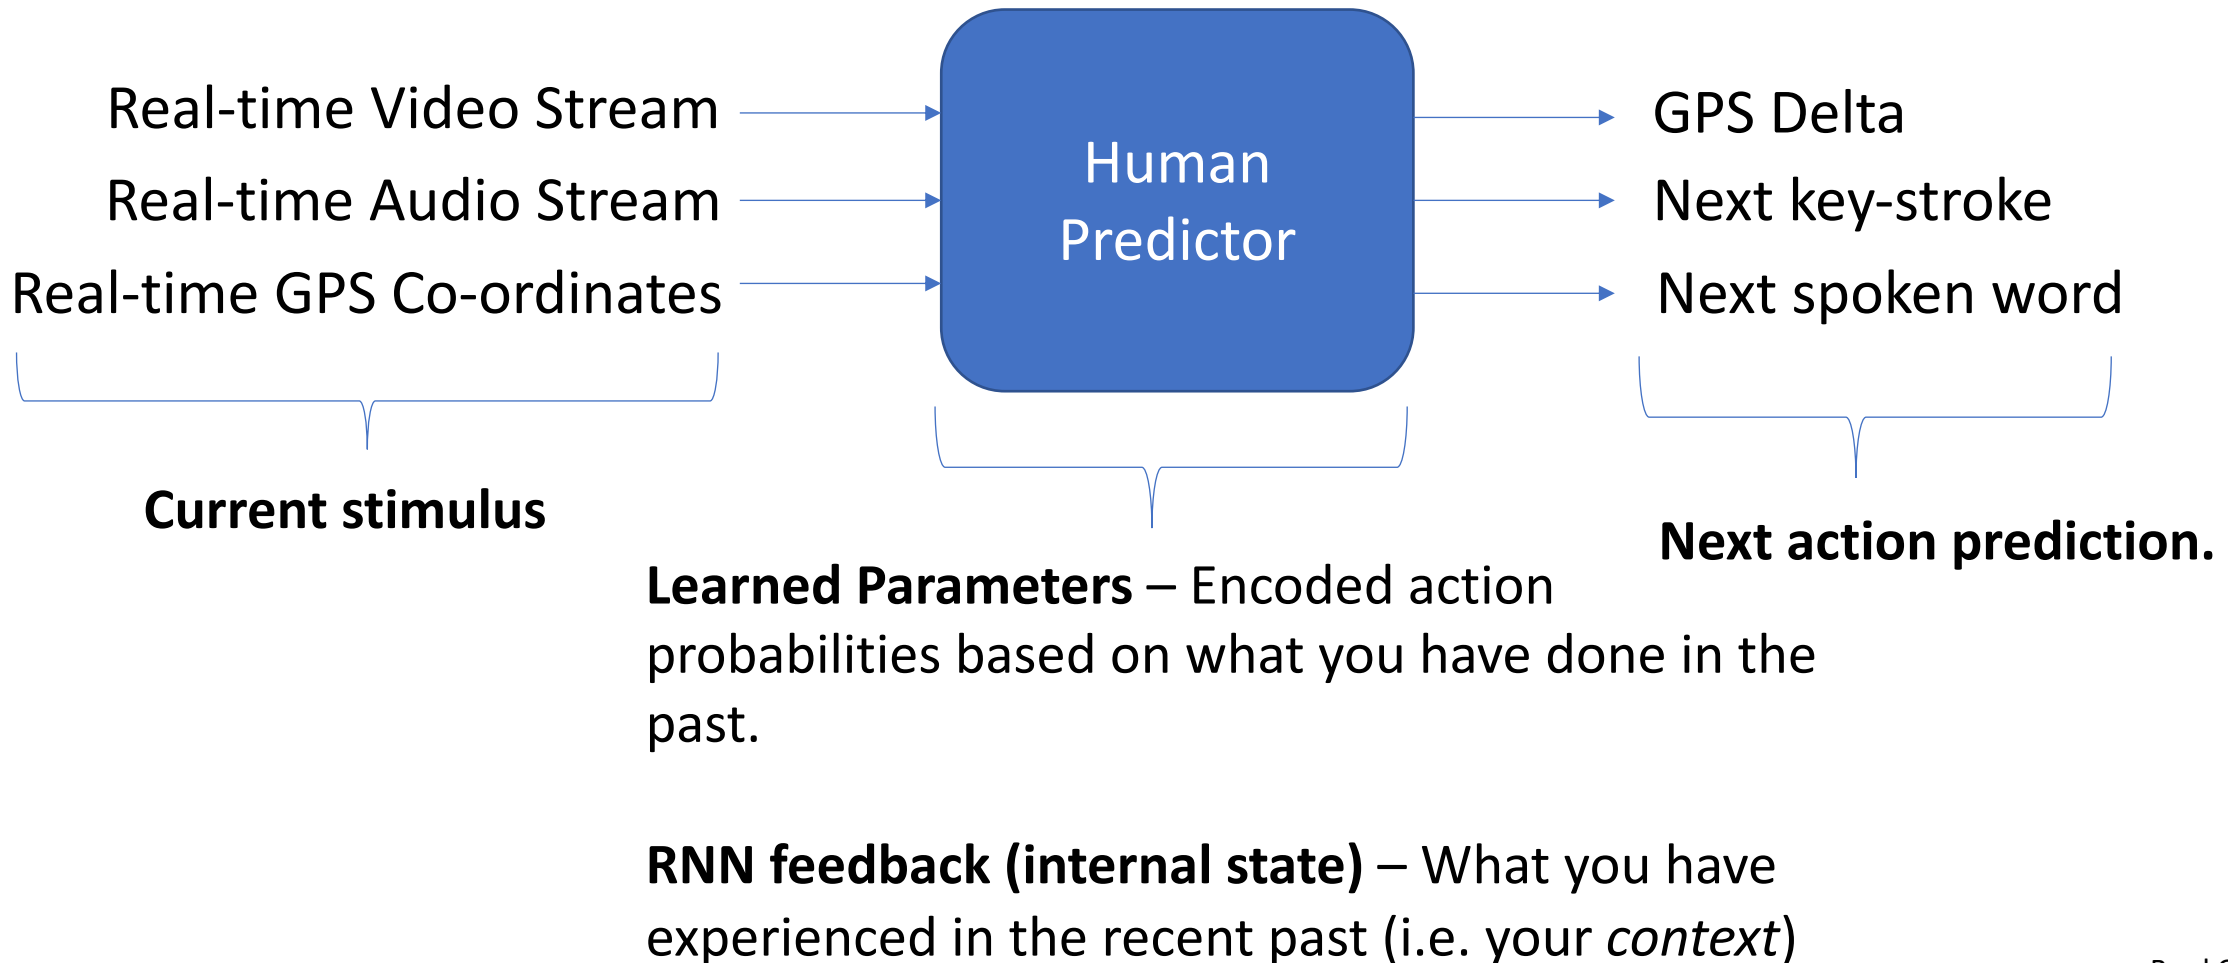 Real-time Video Stream
Real-time Audio Stream
Real-time GPS Co-ordinates
Human
Predictor
GPS Delta
Next key-stroke
Next spoken word
Current stimulus
Next action prediction.
Learned Parameters – Encoded action
probabilities based on what you have done in the
past.
RNN feedback (internal state) – What you have
experienced in the recent past (i.e. your context)